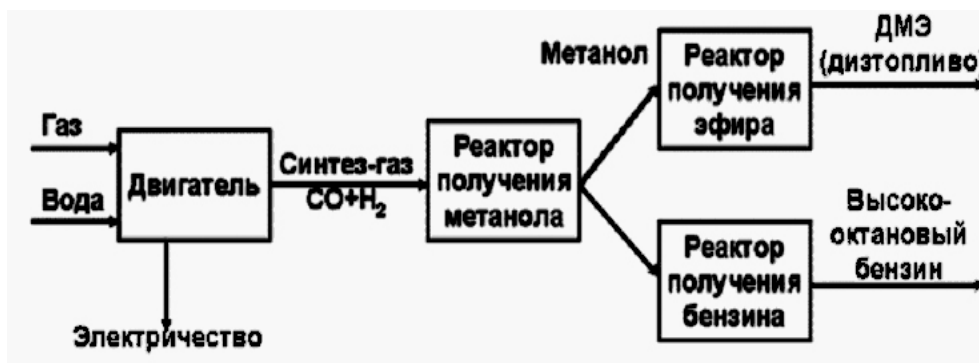 Газ
Вода
Двигатель
Электричество
Синтез-газ
CO+H₂
Реактор
получения
метанола
Метанол
Реактор
получения
эфира
ДМЭ
(дизтопливо)
Реактор
получения
бензина
Высоко-
октановый
бензин